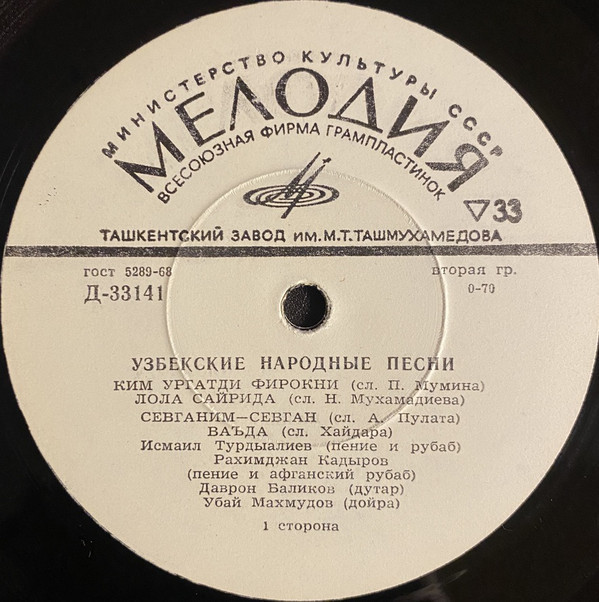 МИНИСТЕРСТВО КУЛЬТУРЫ СССР
МЕЛОДИЯ
ВСЕСОЮЗНАЯ ФИРМА ГРАМПЛАСТИНОК
▽33
ТАШКЕНТСКИЙ ЗАВОД ИМ. М.Т. ТАШМУХАМЕДОВА
гост 5289-68
вторая гр.
Д-33141
0-70
УЗБЕКСКИЕ НАРОДНЫЕ ПЕСНИ
КИМ УРГАТДИ ФИРОКНИ (сл. П. Мумина)
ЛОЛА САЙРИДА (сл. Н. Мухамадиева)
СЕВГАНИМ—СЕВГАН (сл. А. Пулата)
ВАЪДА (сл. Хайдара)
Исмаил Турдыалиев (пение и рубаб)
Рахимджан Кадыров
(пение и афганский рубаб)
Даврон Баликов (дутар)
Убай Махмудов (дойра)
1 сторона